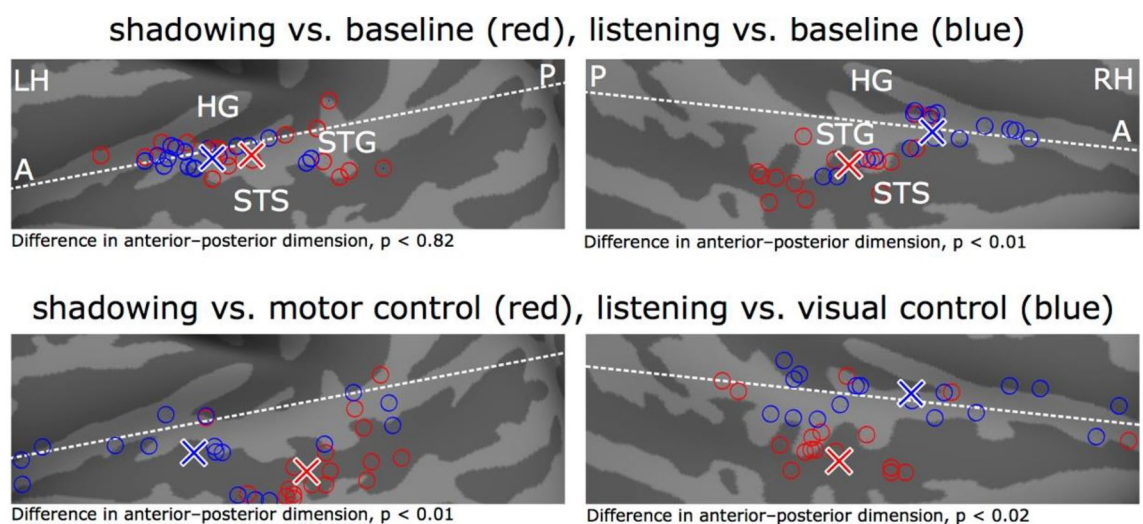 shadowing vs. baseline (red), listening vs. baseline (blue)
LH
P
HG
STG
A
STS
P
HG
RH
STG
A
STS
Difference in anterior–posterior dimension, p < 0.82
Difference in anterior–posterior dimension, p < 0.01
shadowing vs. motor control (red), listening vs. visual control (blue)
Difference in anterior–posterior dimension, p < 0.01
Difference in anterior–posterior dimension, p < 0.02